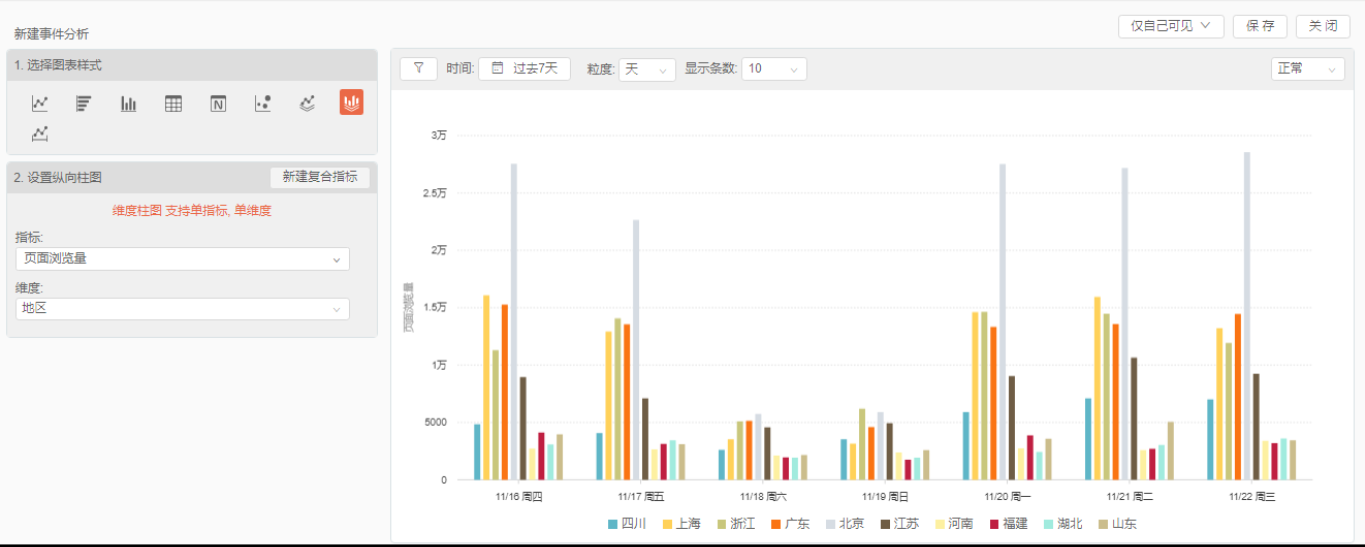 新建事件分析
仅自己可见
保 存
关 闭
1. 选择图表样式
N
2. 设置纵向柱图
新建复合指标
维度柱图 支持单指标, 单维度
指标:
页面浏览量
维度:
地区
时间: 过去7天 粒度: 天 显示条数: 10
正常
页面浏览量
3万
2.5万
2万
1.5万
1万
5000
0
11/16 周四 11/17 周五 11/18 周六 11/19 周日 11/20 周一 11/21 周二 11/22 周三
四川 上海 浙江 广东 北京 江苏 河南 福建 湖北 山东